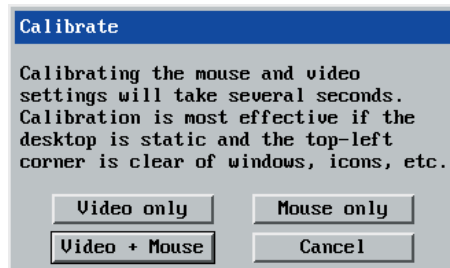 Calibrate
Calibrating the mouse and video
settings will take several seconds.
Calibration is most effective if the
desktop is static and the top-left
corner is clear of windows, icons, etc.
Video only Mouse only
Video + Mouse Cancel